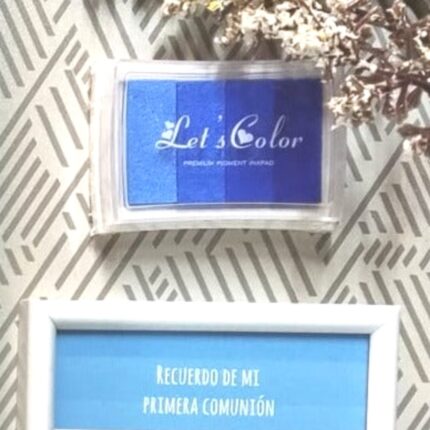 Let's Color
PREMIUM PIGMENT INKPAD
RECUERDO DE MI
PRIMERA COMUNIÓN